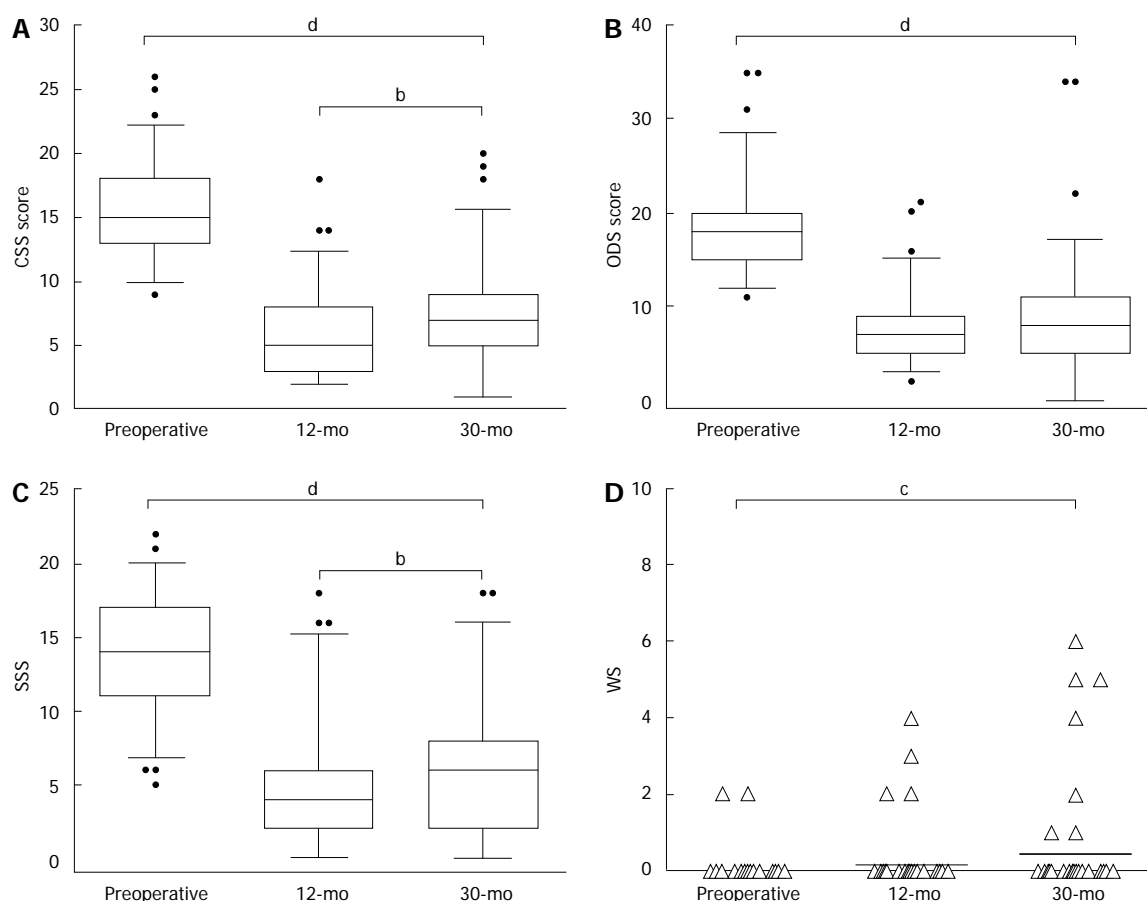 A
30
d
25
b
20
CSS score
15
10
5
0
Preoperative
12-mo
30-mo
B
40
d
30
ODS score
20
10
0
Preoperative
12-mo
30-mo
C
25
d
20
b
15
SSS
10
5
0
Preoperative
12-mo
30-mo
D
10
c
8
6
WS
4
2
0
Preoperative
12-mo
30-mo